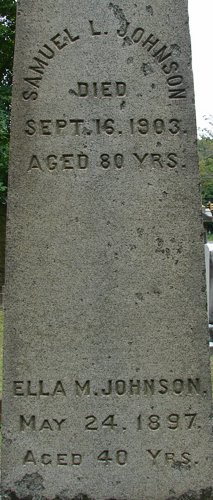 SAMUEL L. JOHNSON
DIED
SEPT. 16. 1903.
AGED 80 YRS.
ELLA M. JOHNSON.
MAY 24. 1897.
AGED 40 YRS.